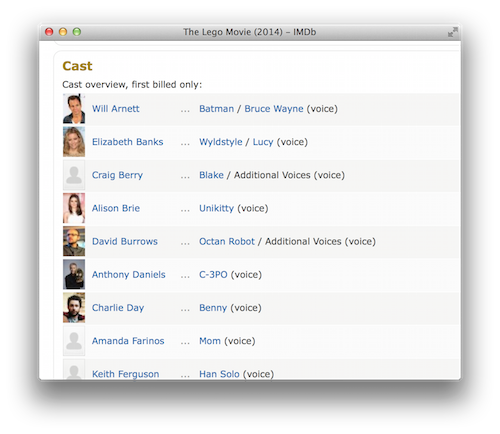 The Lego Movie (2014) – IMDb
Cast
Cast overview, first billed only:
Will Arnett ... Batman / Bruce Wayne (voice)
Elizabeth Banks ... Wyldstyle / Lucy (voice)
Craig Berry ... Blake / Additional Voices (voice)
Alison Brie ... Unikitty (voice)
David Burrows ... Octan Robot / Additional Voices (voice)
Anthony Daniels ... C-3PO (voice)
Charlie Day ... Benny (voice)
Amanda Farinos ... Mom (voice)
Keith Ferguson ... Han Solo (voice)